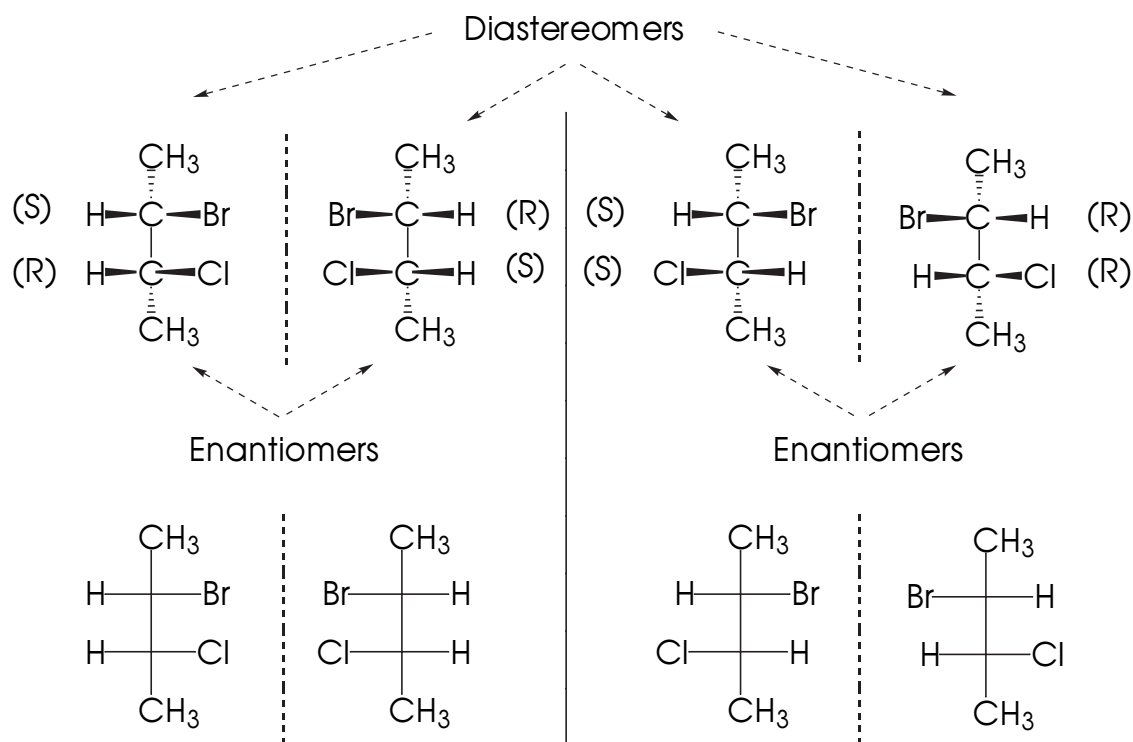 Diastereomers
CH3 CH3 CH3 CH3
(S) H C Br Br C H (R) (S) H C Br Br C H (R)
(R) H C Cl Cl C H (S) (S) Cl C H H C Cl (R)
CH3 CH3 CH3 CH3
Enantiomers Enantiomers
CH3 CH3 CH3 CH3
H Br Br H H Br Br H
H Cl Cl H Cl H H Cl
CH3 CH3 CH3 CH3